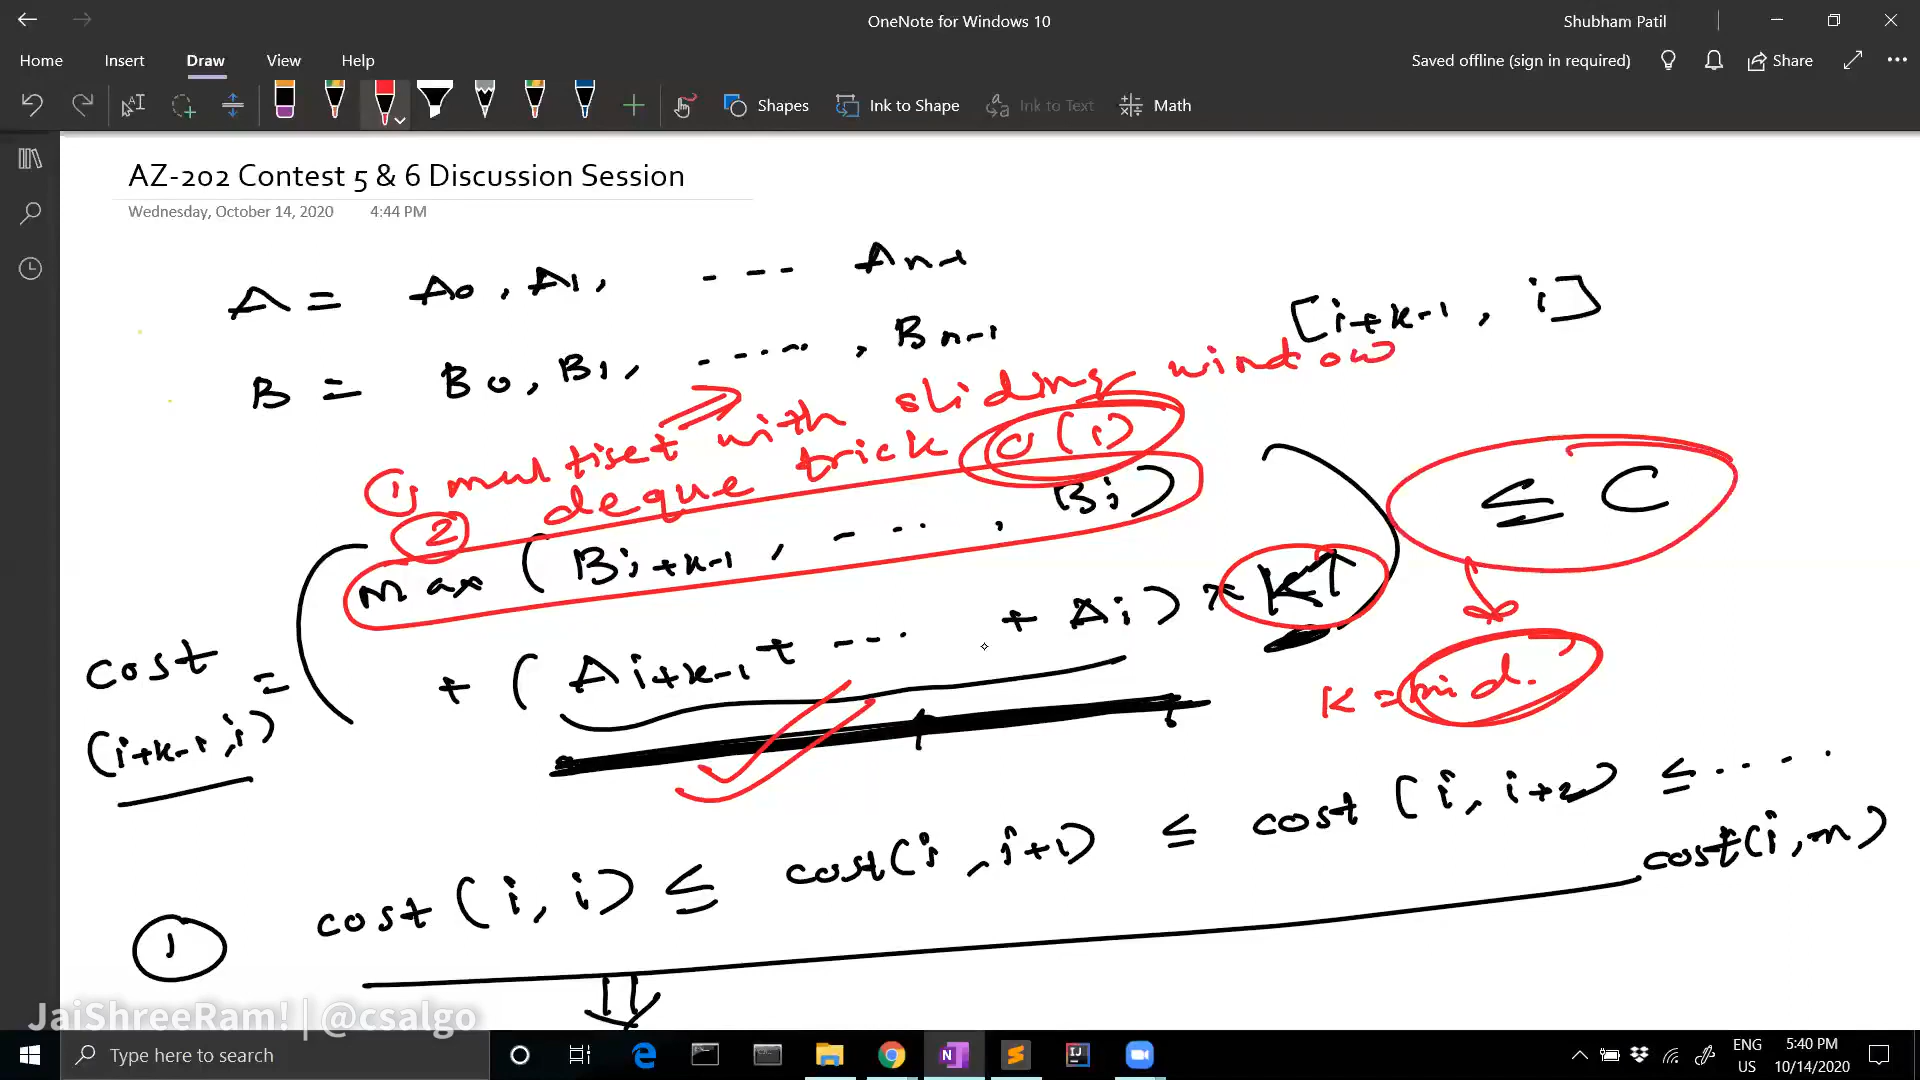 OneNote for Windows 10
Shubham Patil
Home Insert Draw View Help
Saved offline (sign in required) Share
Shapes Ink to Shape Ink to Text Math
AZ-202 Contest 5 & 6 Discussion Session
Wednesday, October 14, 2020 4:44 PM
A = A0, A1, --- An-1
B = B0, B1, ....., Bn-1
[i+k-1, i]
1) multiset ⇒ with sliding window
2 deque trick O(1)
max (Bi+k-1, - ... , Bi)
≤ C
+ (Ai+k-1 + - ... + Ai) * K↑
cost (i+k-1, i) =
K = mid.
1 cost (i, i) ≤ cost(i, i+1) ≤ cost (i, i+2) ≤ .... cost(i, n)
⇓
JaiShreeRam! | @csalgo
Type here to search
ENG US
5:40 PM
10/14/2020